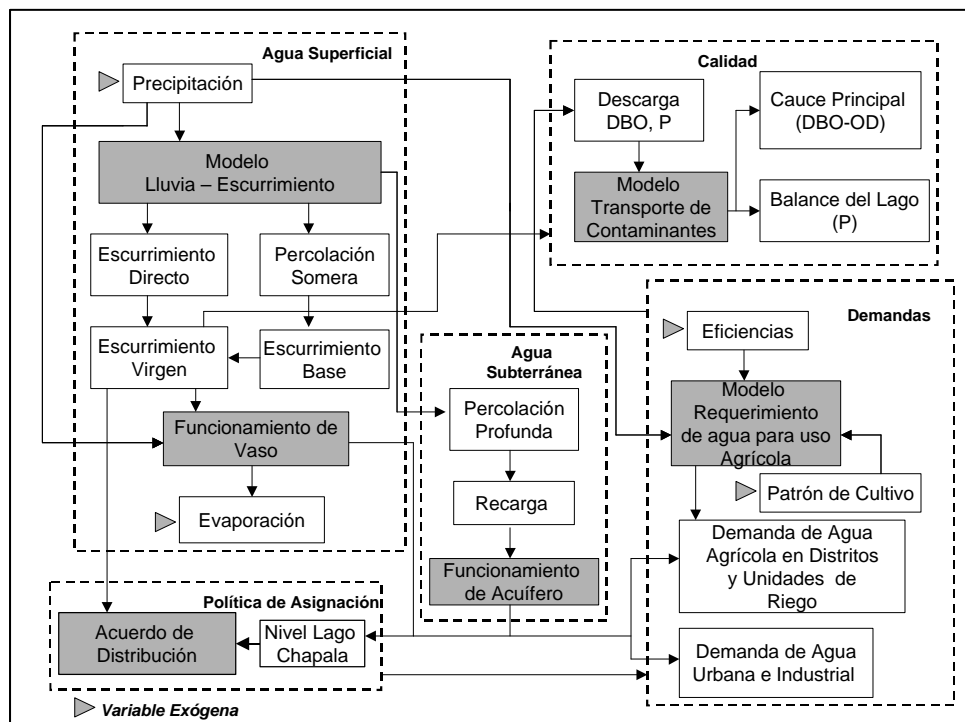 Agua Superficial
Precipitación
Modelo
Lluvia – Escurrimiento
Escurrimiento
Directo
Percolación
Somera
Escurrimiento
Virgen
Escurrimiento
Base
Funcionamiento de
Vaso
Evaporación
Calidad
Descarga
DBO, P
Cauce Principal
(DBO-OD)
Modelo
Transporte de
Contaminantes
Balance del Lago
(P)
Agua
Subterránea
Percolación
Profunda
Recarga
Funcionamiento
de Acuífero
Demandas
Eficiencias
Modelo
Requerimiento
de agua para uso
Agrícola
Patrón de Cultivo
Demanda de Agua
Agrícola en Distritos
y Unidades de
Riego
Demanda de Agua
Urbana e Industrial
Política de Asignación
Acuerdo de
Distribución
Nivel Lago
Chapala
Variable Exógena